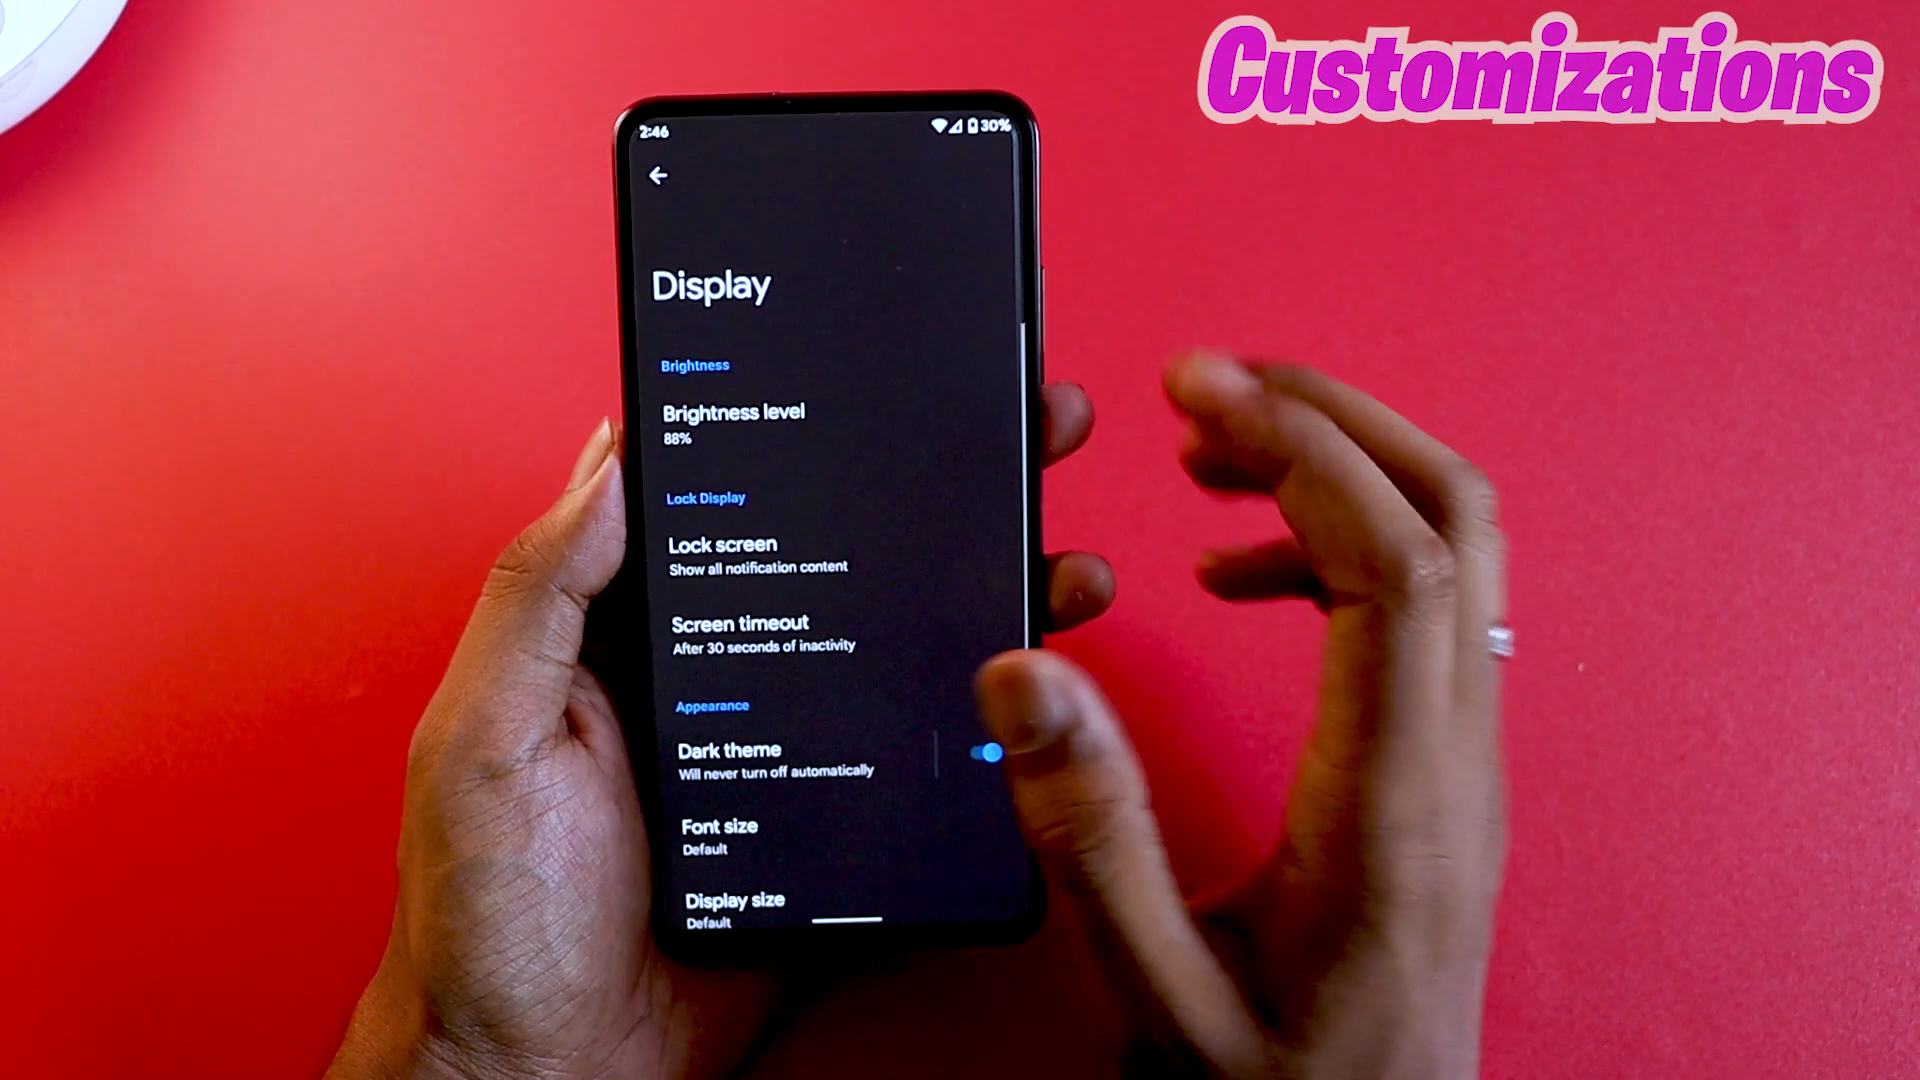 Customizations
2:46
30%
Display
Brightness
Brightness level
88%
Lock Display
Lock screen
Show all notification content
Screen timeout
After 30 seconds of inactivity
Appearance
Dark theme
Will never turn off automatically
Font size
Default
Display size
Default